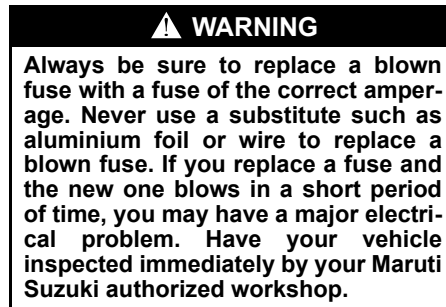 WARNING
Always be sure to replace a blown
fuse with a fuse of the correct amper-
age. Never use a substitute such as
aluminium foil or wire to replace a
blown fuse. If you replace a fuse and
the new one blows in a short period
of time, you may have a major electri-
cal problem. Have your vehicle
inspected immediately by your Maruti
Suzuki authorized workshop.